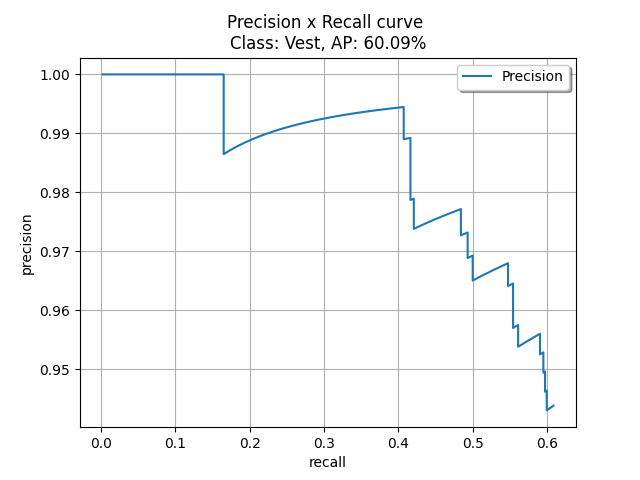 Precision x Recall curve
Class: Vest, AP: 60.09%
Precision
1.00
0.99
0.98
0.97
0.96
0.95
precision
0.0 0.1 0.2 0.3 0.4 0.5 0.6
recall